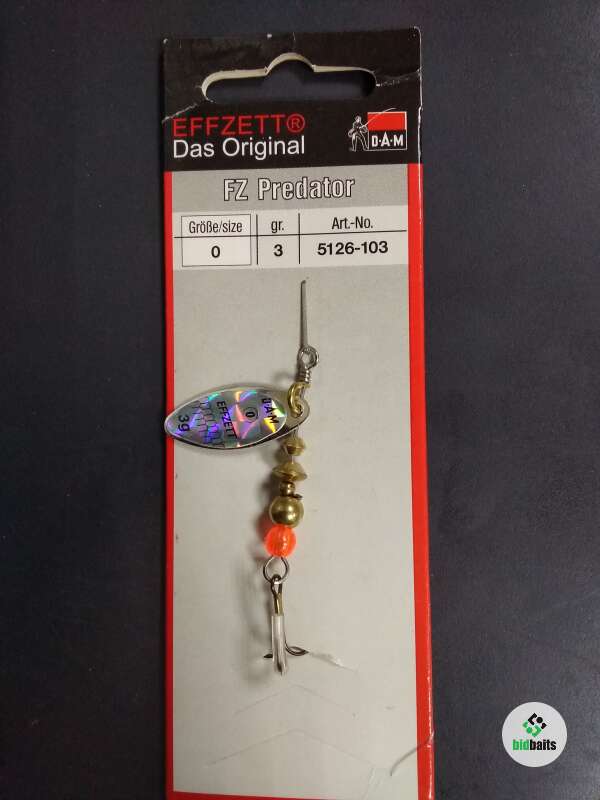 EFFZETT®
Das Original
D·A·M
FZ Predator
Größe/size gr. Art.-No.
0 3 5126-103
D·A·M
0
EFFZETT
3g
bidbaits